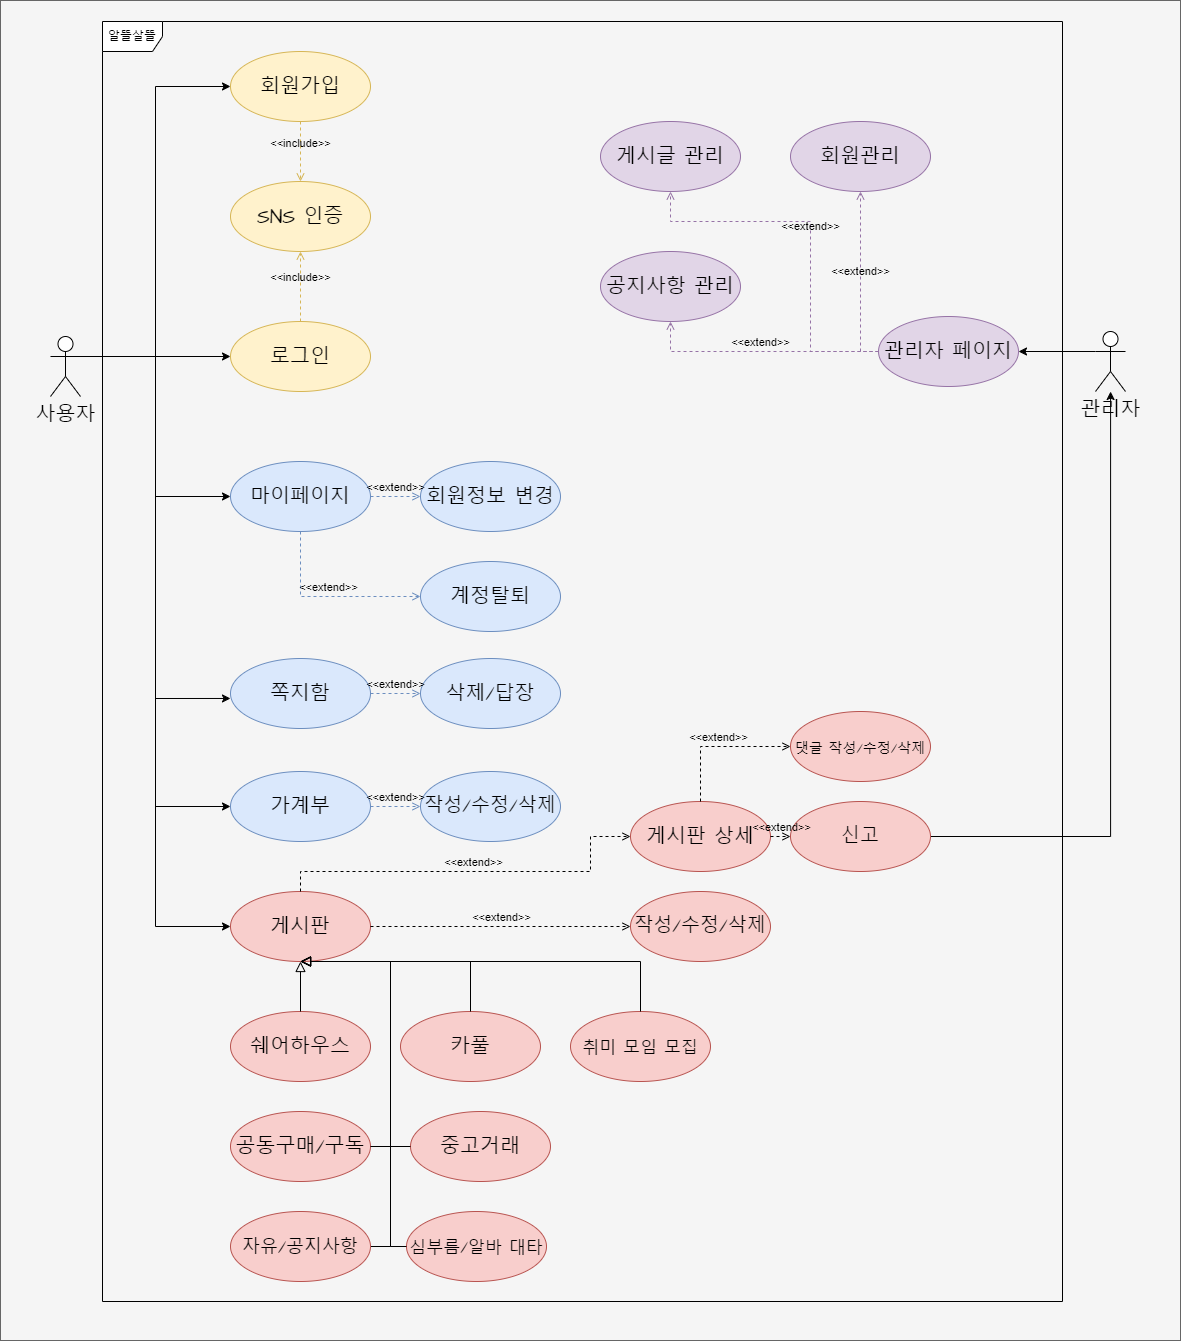 알뜰살뜰
회원가입
<<include>>
SNS 인증
<<include>>
로그인
사용자
게시글 관리
회원관리
<<extend>>
<<extend>>
공지사항 관리
<<extend>>
관리자 페이지
관리자
마이페이지
<<extend>>
회원정보 변경
<<extend>>
계정탈퇴
쪽지함
<<extend>>
삭제/답장
가계부
<<extend>>
작성/수정/삭제
<<extend>>
댓글 작성/수정/삭제
게시판 상세
<<extend>>
신고
<<extend>>
게시판
<<extend>>
작성/수정/삭제
쉐어하우스
카풀
취미 모임 모집
공동구매/구독
중고거래
자유/공지사항
심부름/알바 대타